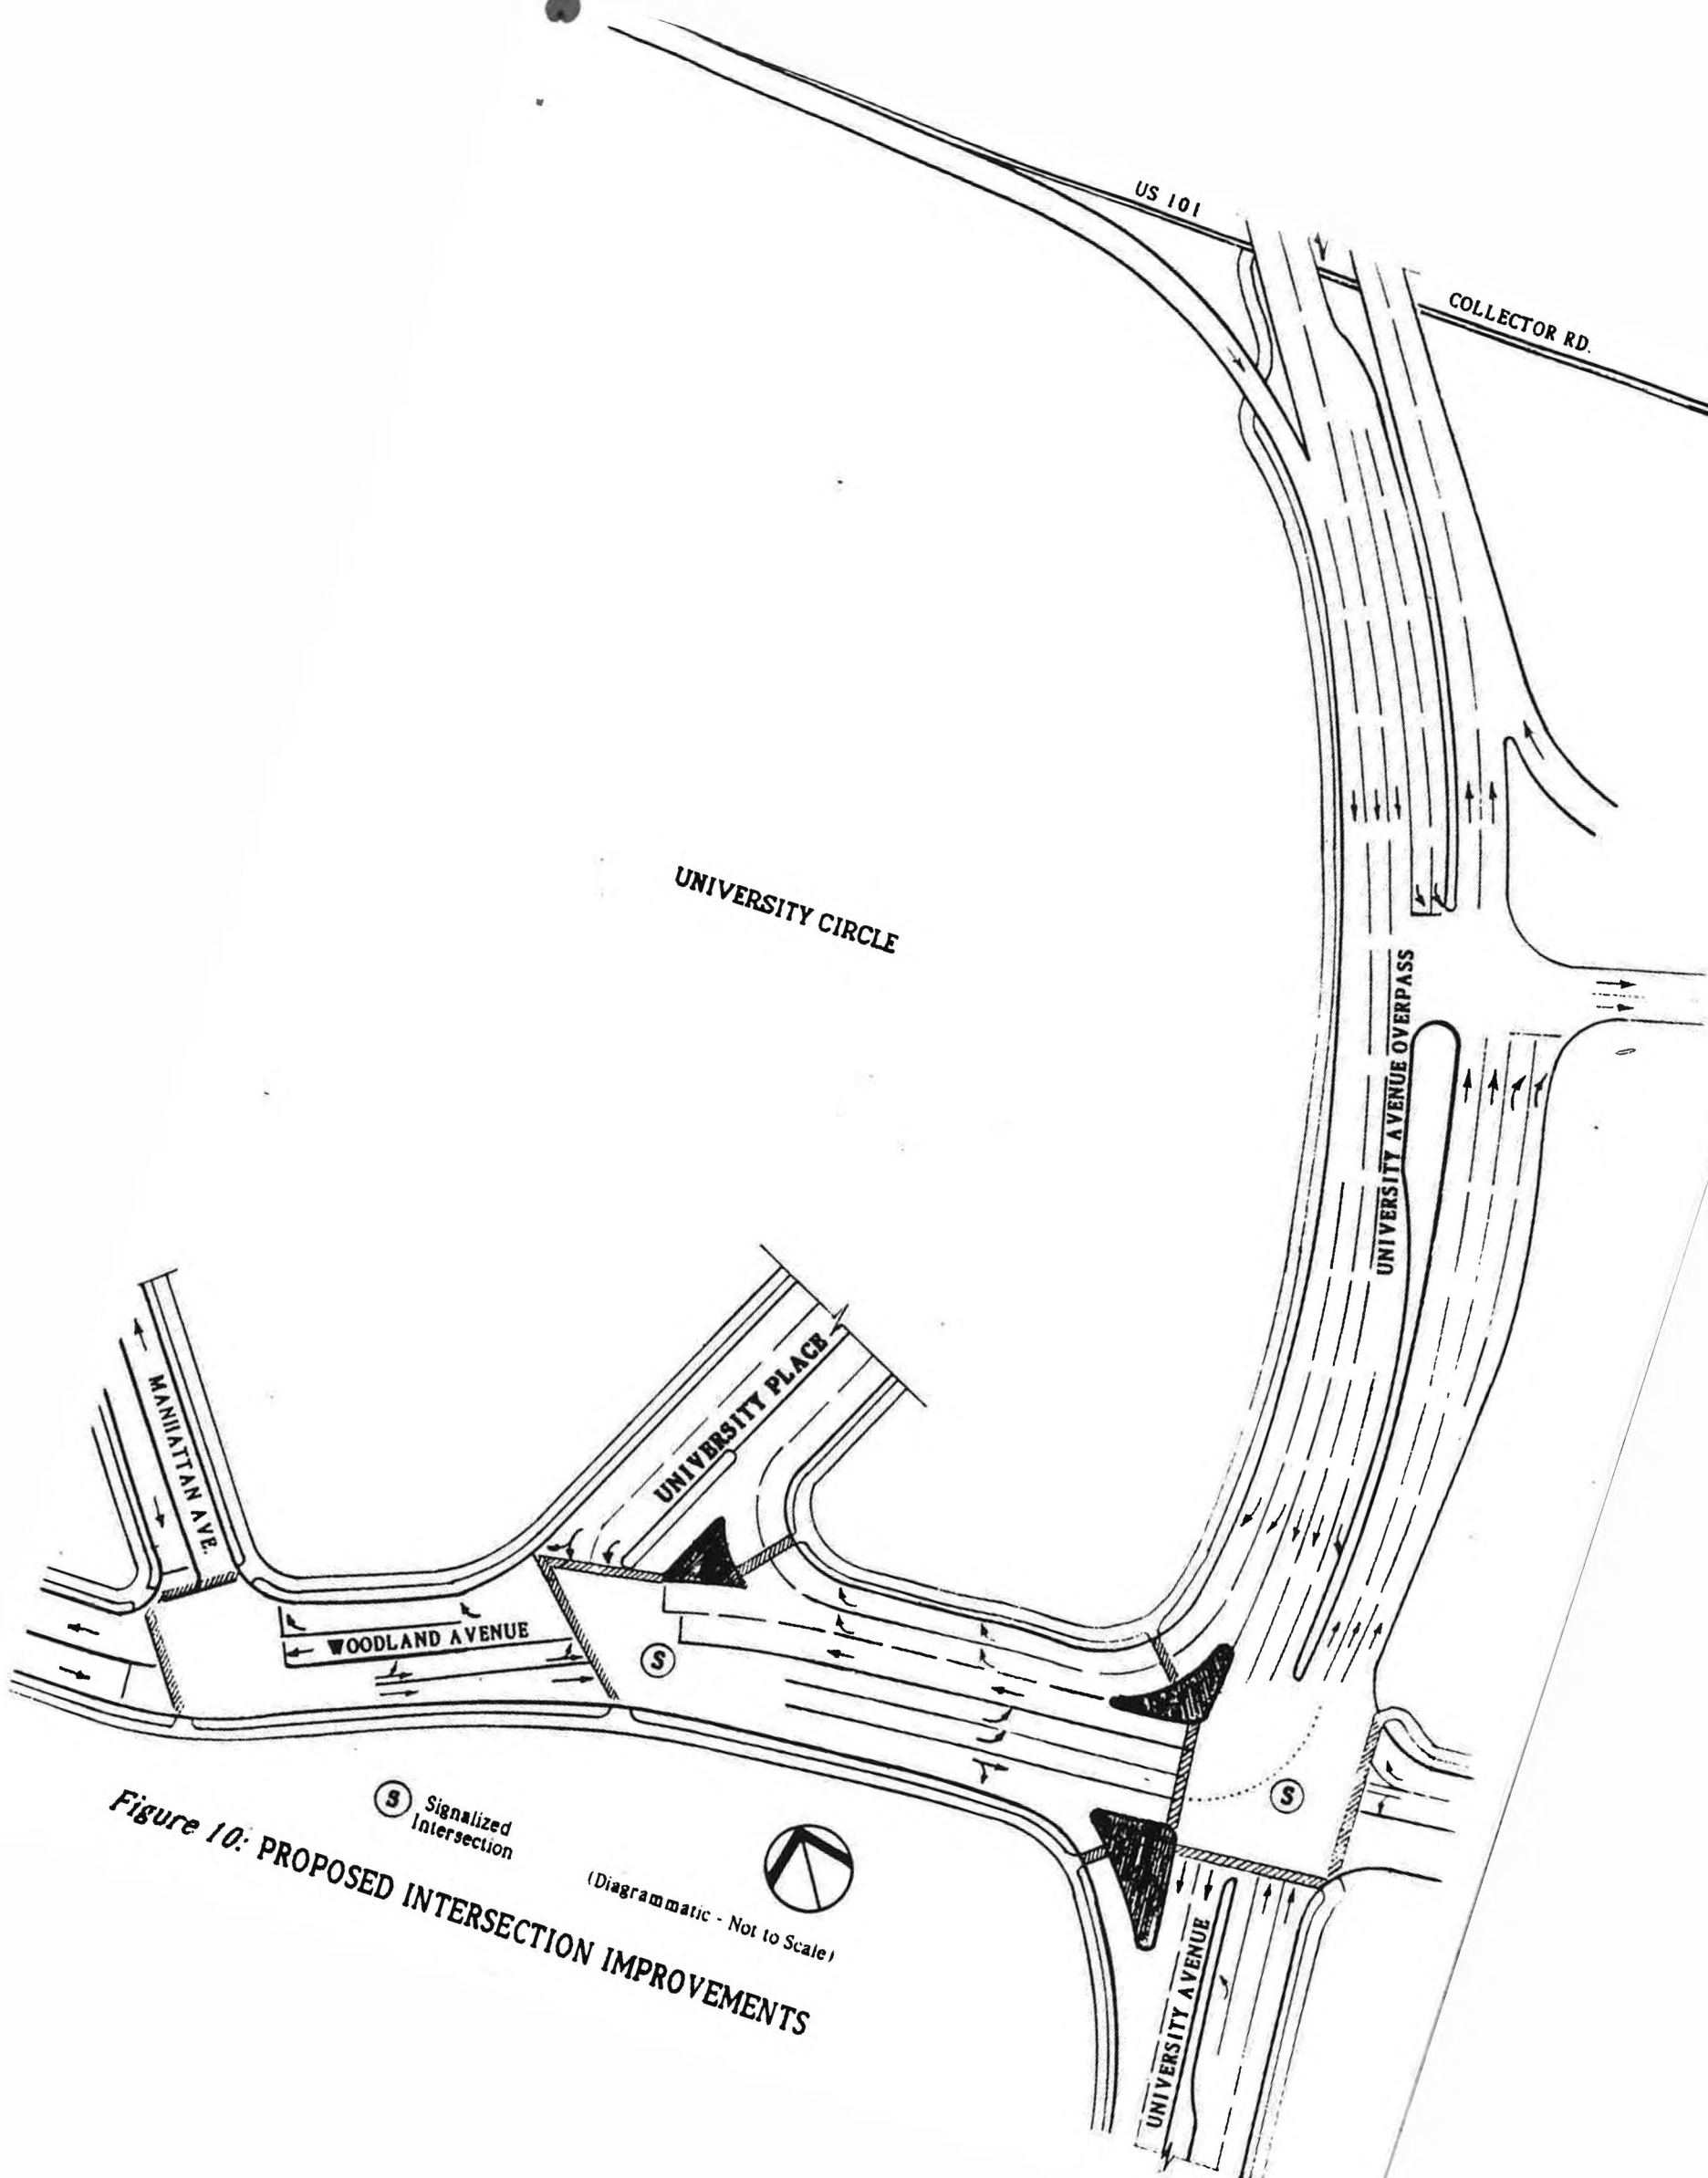 US 101
COLLECTOR RD.
UNIVERSITY CIRCLE
UNIVERSITY AVENUE OVERPASS
UNIVERSITY PLACE
MANHATTAN AVE.
WOODLAND AVENUE
S
S
S Signalized
Intersection
(Diagrammatic - Not to Scale)
Figure 10: PROPOSED INTERSECTION IMPROVEMENTS
UNIVERSITY AVENUE